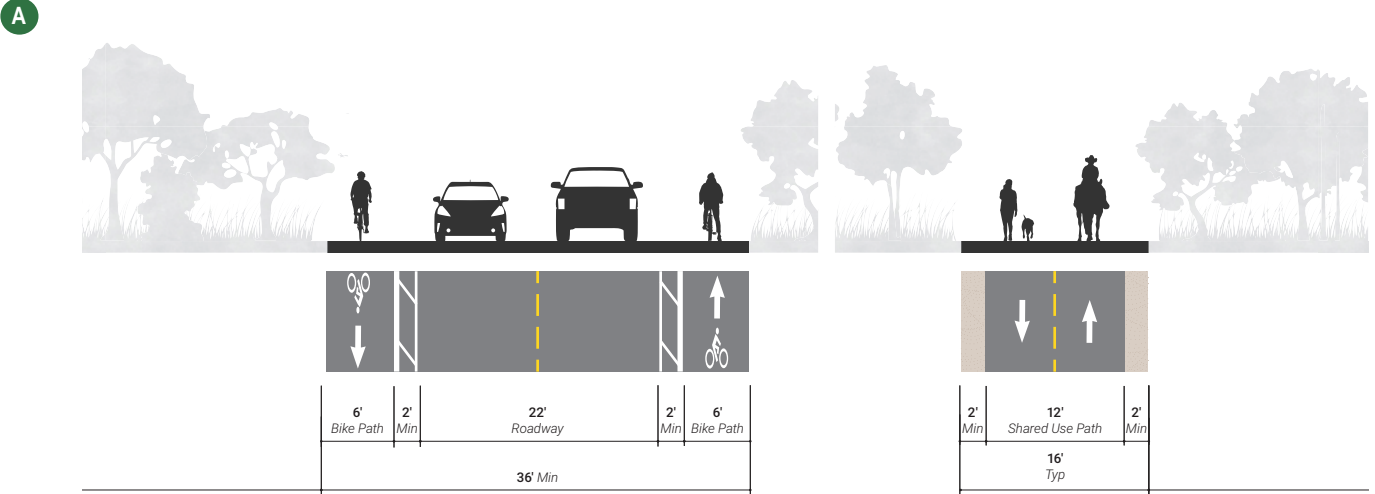 A
6' 2' 22' 2' 6' 2' 12' 2'
Bike Path Min Roadway Min Bike Path Min Shared Use Path Min
36' Min
16'
Typ